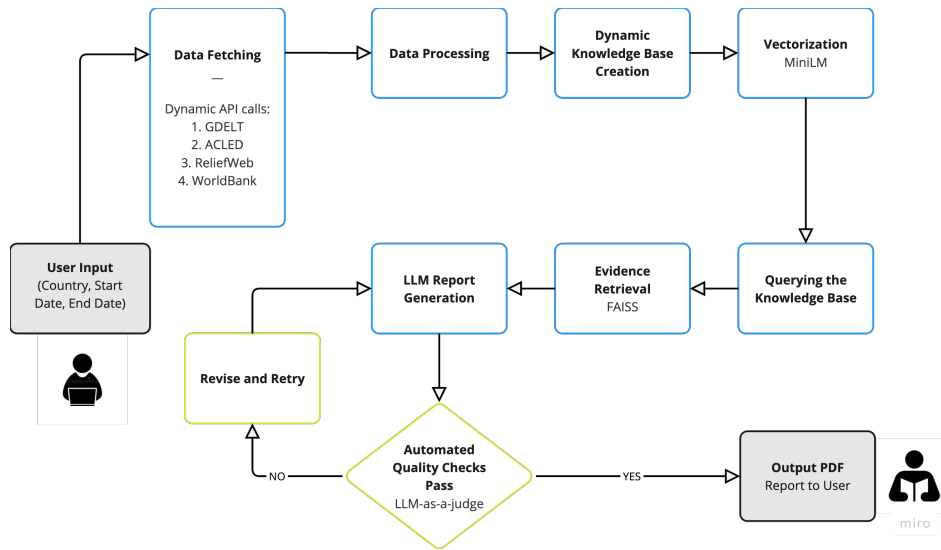 Data Fetching
—
Dynamic API calls:
1. GDELT
2. ACLED
3. ReliefWeb
4. WorldBank
Data Processing
Dynamic
Knowledge Base
Creation
Vectorization
MiniLM
User Input
(Country, Start
Date, End Date)
LLM Report
Generation
Evidence
Retrieval
FAISS
Querying the
Knowledge Base
Revise and Retry
Automated
Quality Checks
Pass
LLM-as-a-judge
NO
YES
Output PDF
Report to User
miro